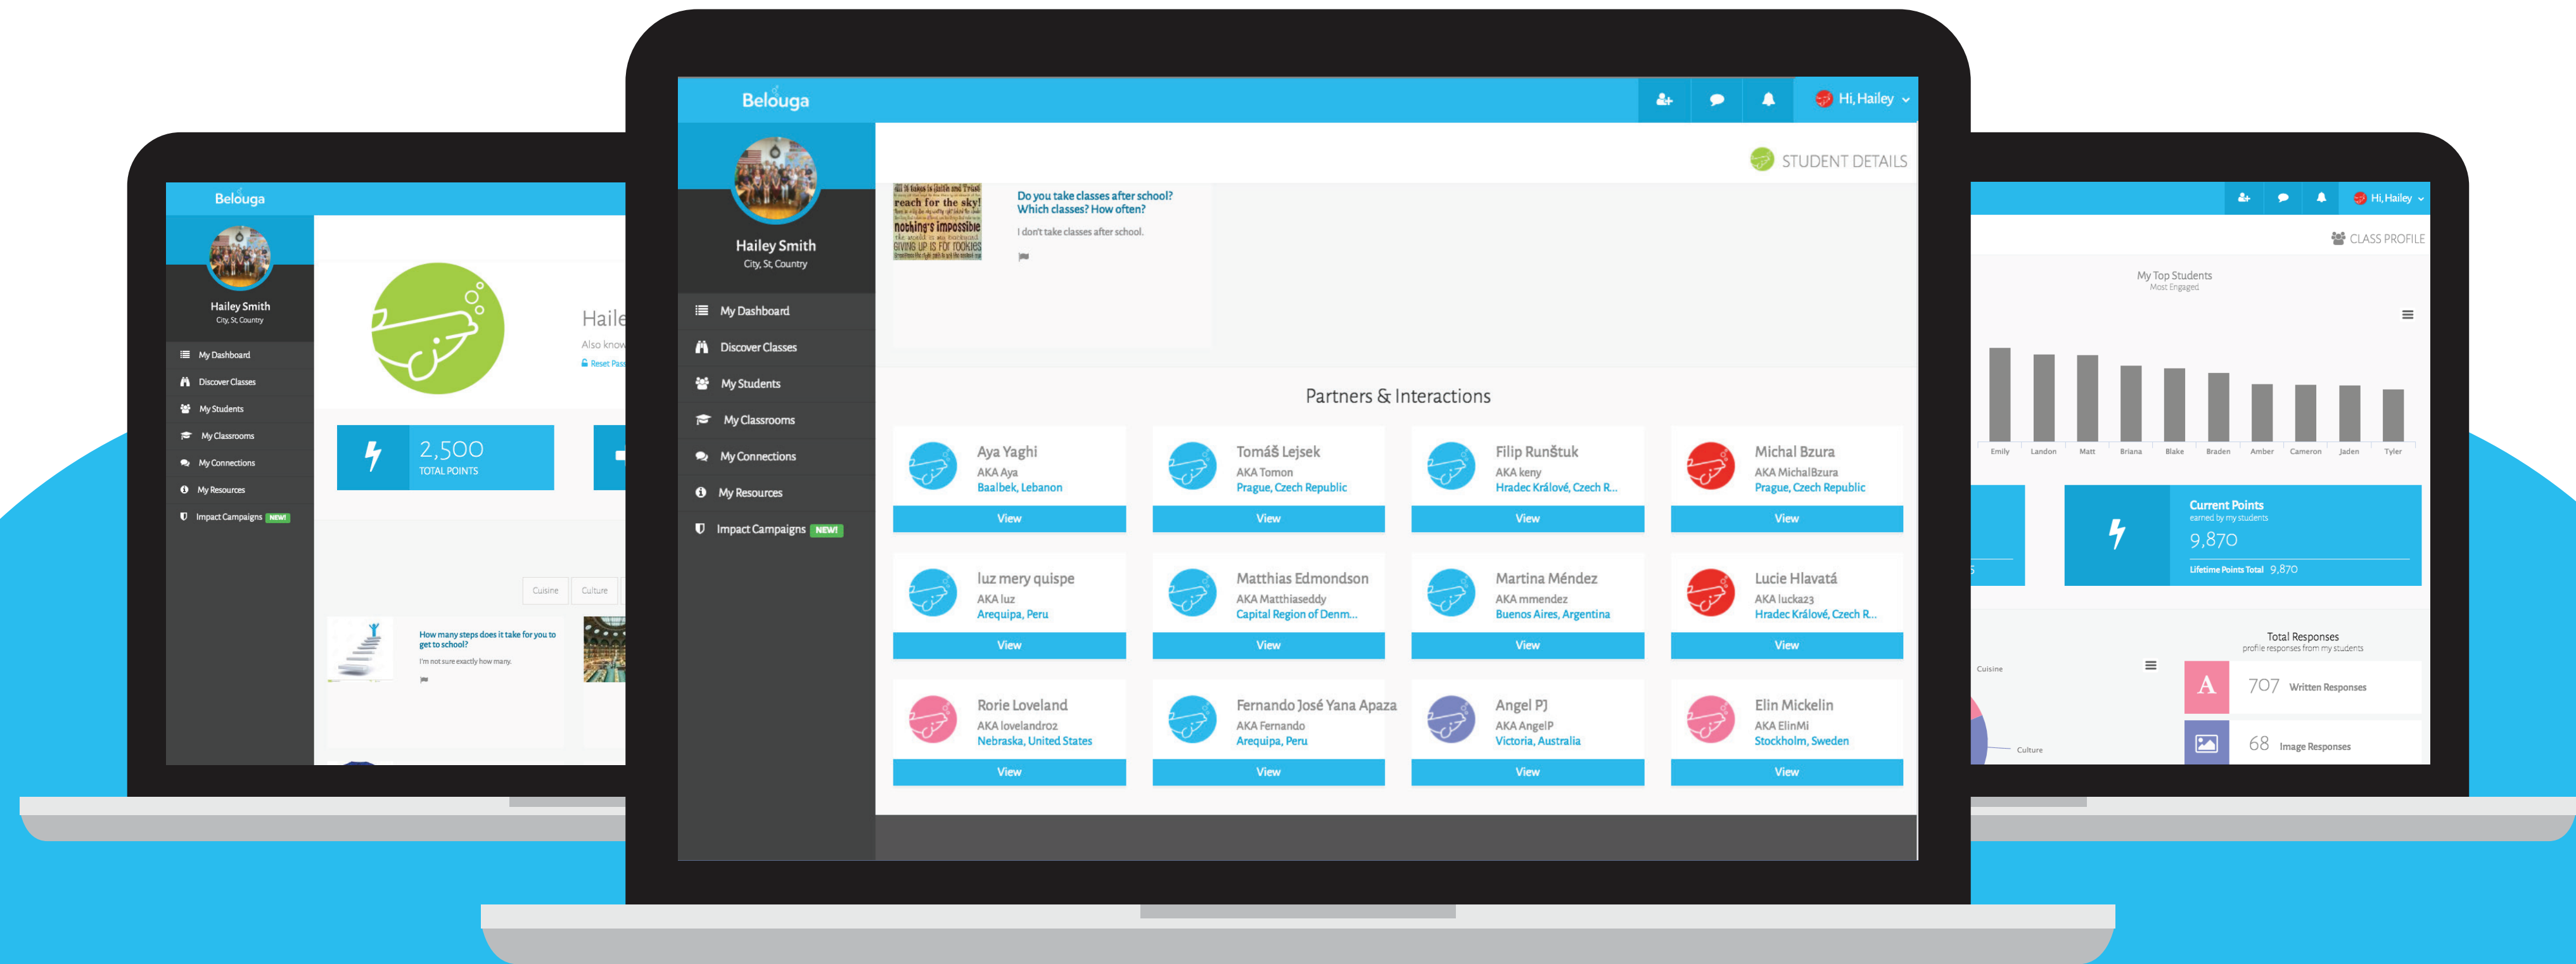 Belouga
Hailey Smith
City, St, Country
My Dashboard
Discover Classes
My Students
My Classrooms
My Connections
My Resources
Impact Campaigns NEW!
Haile
Also know
Reset Pass
2,500
TOTAL POINTS
Cuisine Culture
How many steps does it take for you to
get to school?
I'm not sure exactly how many.
Belouga
Hi, Hailey
Hailey Smith
City, St, Country
My Dashboard
Discover Classes
My Students
My Classrooms
My Connections
My Resources
Impact Campaigns NEW!
STUDENT DETAILS
reach for the sky!
nothing's impossible
GIVING UP IS FOR ROOKIES
Do you take classes after school?
Which classes? How often?
I don't take classes after school.
Partners & Interactions
Aya Yaghi
AKA Aya
Baalbek, Lebanon
View
Tomáš Lejsek
AKA Tomon
Prague, Czech Republic
View
Filip Runštuk
AKA keny
Hradec Králové, Czech R...
View
Michal Bzura
AKA MichalBzura
Prague, Czech Republic
View
luz mery quispe
AKA luz
Arequipa, Peru
View
Matthias Edmondson
AKA Matthiaseddy
Capital Region of Denm...
View
Martina Méndez
AKA mmendez
Buenos Aires, Argentina
View
Lucie Hlavatá
AKA lucka23
Hradec Králové, Czech R...
View
Rorie Loveland
AKA lovelandr02
Nebraska, United States
View
Fernando José Yana Apaza
AKA Fernando
Arequipa, Peru
View
Angel PJ
AKA AngelP
Victoria, Australia
View
Elin Mickelin
AKA ElinMi
Stockholm, Sweden
View
Hi, Hailey
CLASS PROFILE
My Top Students
Most Engaged
Emily Landon Matt Briana Blake Braden Amber Cameron Jaden Tyler
5
Current Points
earned by my students
9,870
Lifetime Points Total 9,870
Total Responses
profile responses from my students
Cuisine
Culture
A
707 Written Responses
68 Image Responses